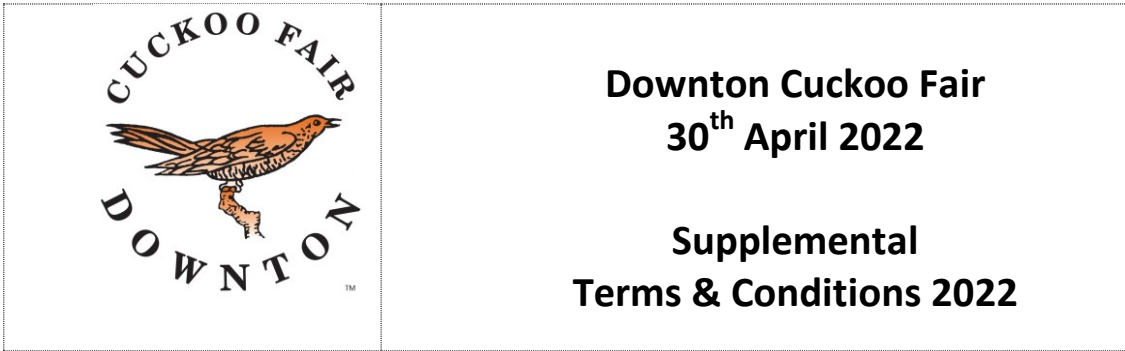 CUCKOO FAIR
DOWNTON
TM
Downton Cuckoo Fair
30th April 2022
Supplemental
Terms & Conditions 2022